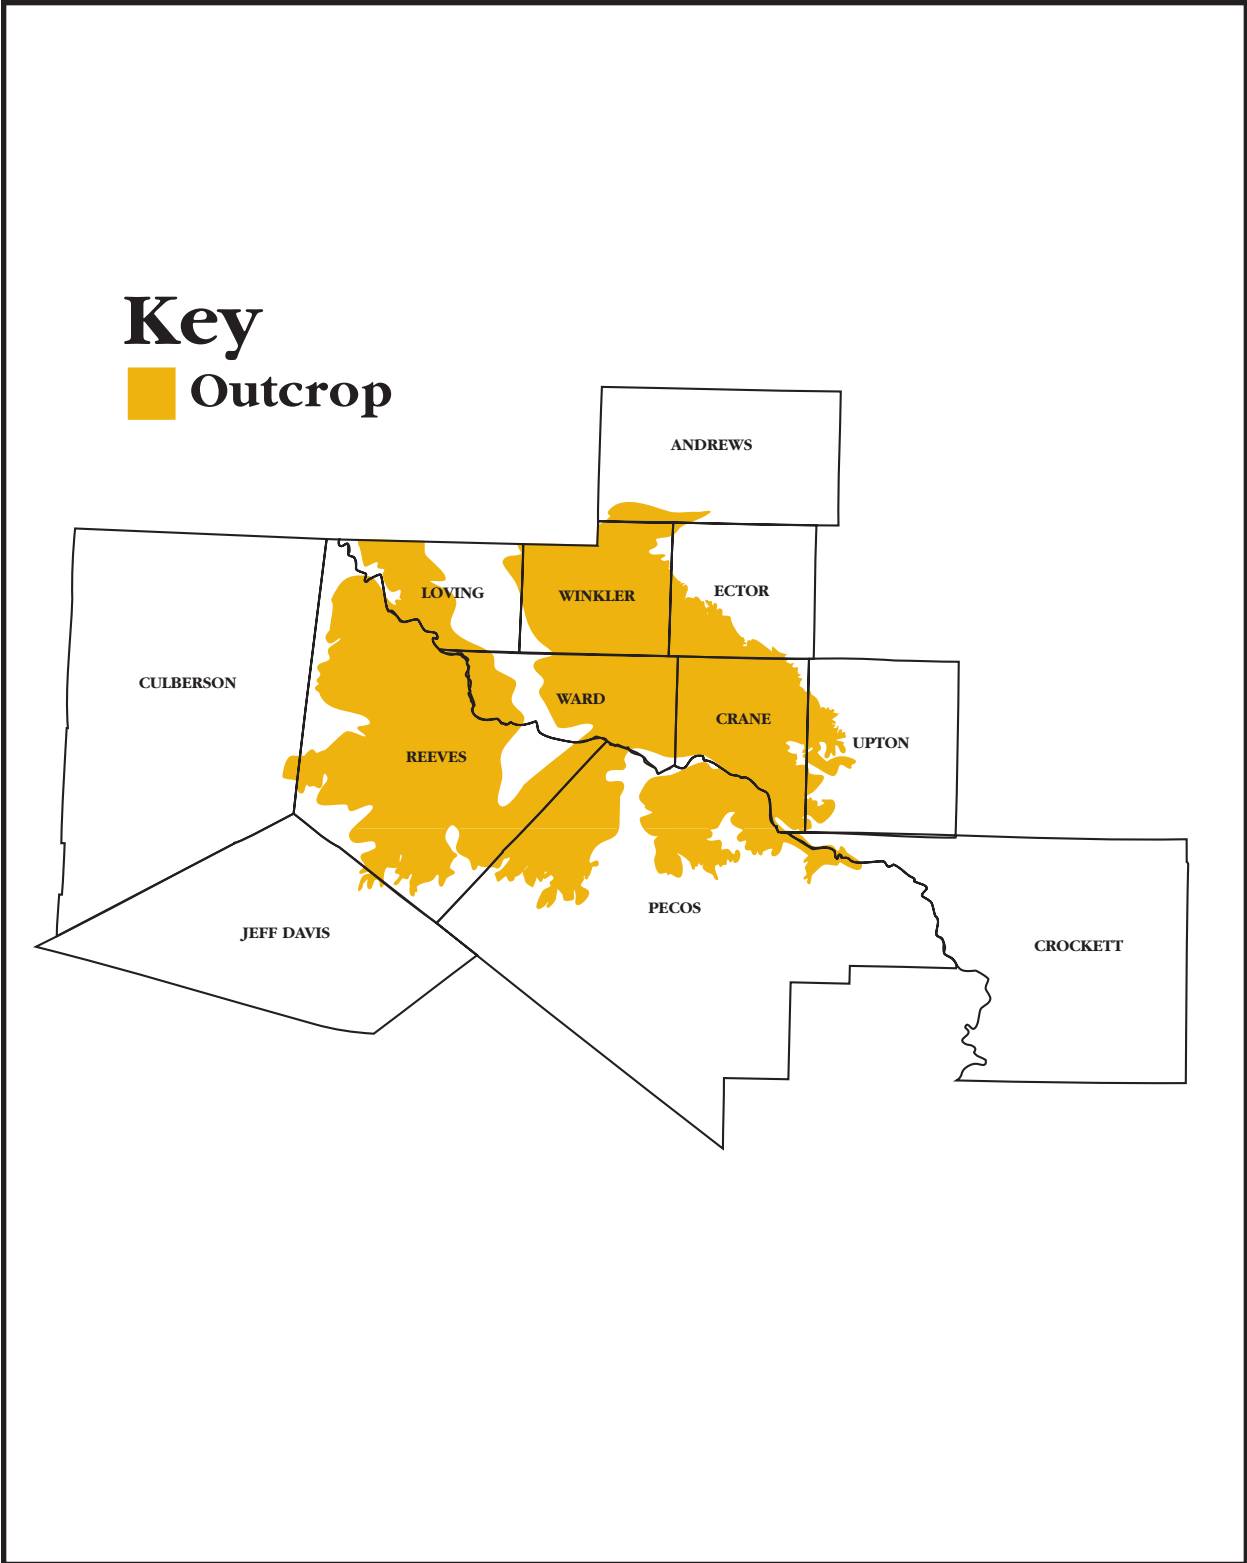 Key
Outcrop
ANDREWS
LOVING
WINKLER
ECTOR
CULBERSON
WARD
CRANE
REEVES
UPTON
PECOS
JEFF DAVIS
CROCKETT